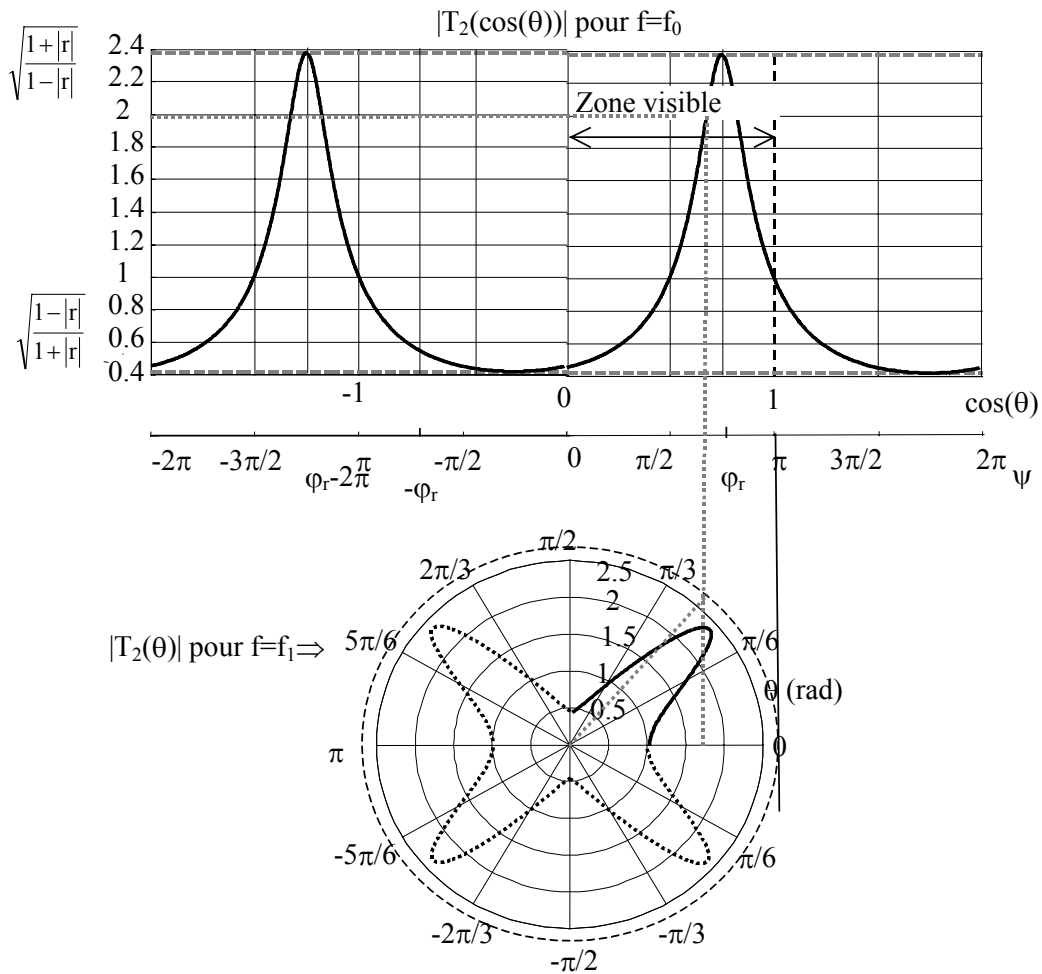 |T₂(cos(θ))| pour f=f₀
√((1+|r|)/(1−|r|))
2.4
2.2
2
1.8
1.6
1.4
1.2
1
0.8
0.6
0.4
√((1−|r|)/(1+|r|))
Zone visible
-1 0 1 cos(θ)
-2π -3π/2 π -π/2 0 π/2 π 3π/2 2π ψ
φr-2π -φr φr
π/2
2π/3 π/3
2.5
2
1.5
1
0.5
5π/6 π/6
|T₂(θ)| pour f=f₁⇒
θ (rad)
π 0
-5π/6 π/6
-2π/3 -π/3
-π/2